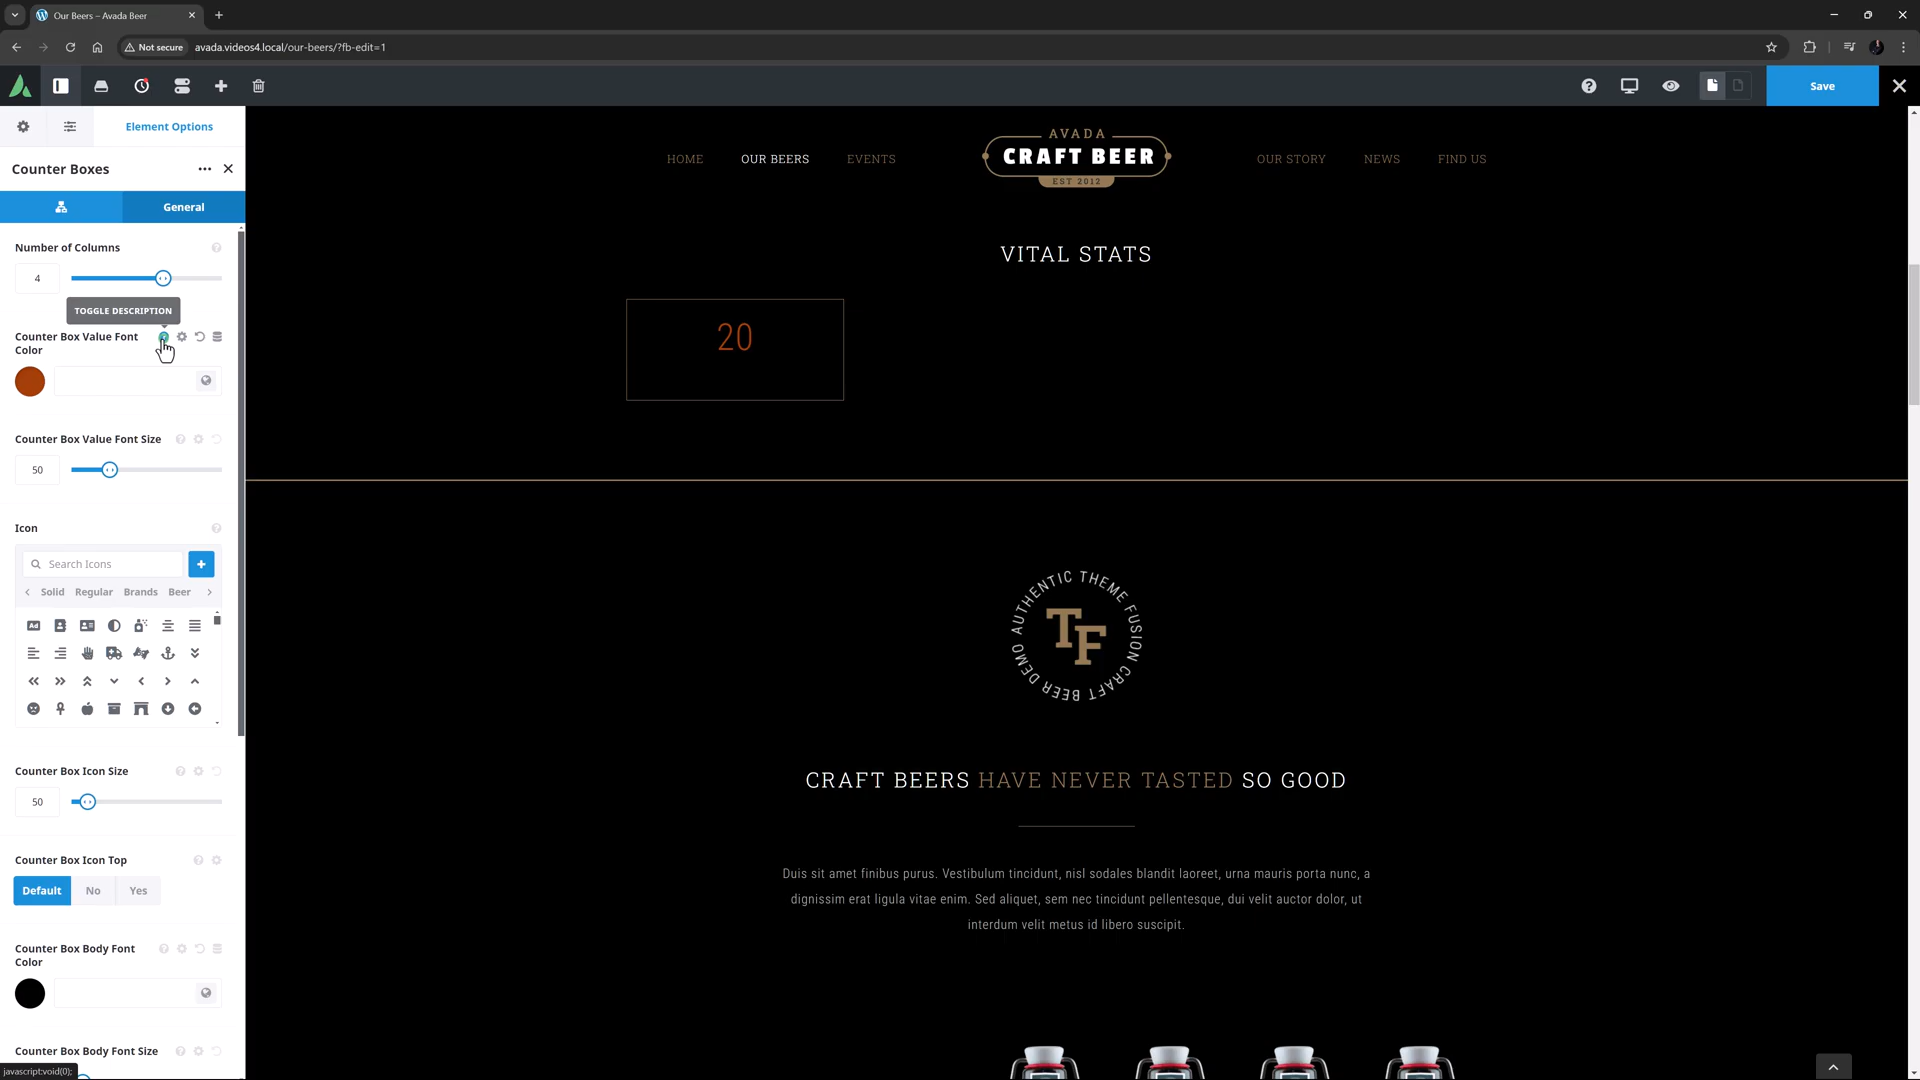 Our Beers – Avada Beer
Not secure
avada.videos4.local/our-beers/?fb-edit=1
Save
Element Options
Counter Boxes
General
Number of Columns
4
TOGGLE DESCRIPTION
Counter Box Value Font
Color
Counter Box Value Font Size
50
Icon
Search Icons
Solid
Regular
Brands
Beer
Ad
Counter Box Icon Size
50
Counter Box Icon Top
Default
No
Yes
Counter Box Body Font
Color
Counter Box Body Font Size
javascript:void(0);
HOME
OUR BEERS
EVENTS
AVADA
CRAFT BEER
EST 2012
OUR STORY
NEWS
FIND US
VITAL STATS
20
AUTHENTIC THEME FUSION CRAFT BEER DEMO
TF
CRAFT BEERS HAVE NEVER TASTED SO GOOD
Duis sit amet finibus purus. Vestibulum tincidunt, nisl sodales blandit laoreet, urna mauris porta nunc, a
dignissim erat ligula vitae enim. Sed aliquet, sem nec tincidunt pellentesque, dui velit auctor dolor, ut
interdum velit metus id libero suscipit.